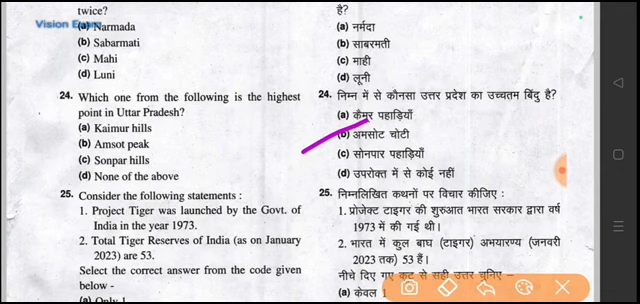 twice?
Vision Exam
(a) Narmada
(b) Sabarmati
(c) Mahi
(d) Luni
24. Which one from the following is the highest
point in Uttar Pradesh?
(a) Kaimur hills
(b) Amsot peak
(c) Sonpar hills
(d) None of the above
25. Consider the following statements :
1. Project Tiger was launched by the Govt. of
India in the year 1973.
2. Total Tiger Reserves of India (as on January
2023) are 53.
Select the correct answer from the code given
below -
(a) Only 1
है?
(a) नर्मदा
(b) साबरमती
(c) माही
(d) लूनी
24. निम्न में से कौनसा उत्तर प्रदेश का उच्चतम बिंदु है?
(a) कैमूर पहाड़ियाँ
(b) अमसोट चोटी
(c) सोनपार पहाड़ियाँ
(d) उपरोक्त में से कोई नहीं
25. निम्नलिखित कथनों पर विचार कीजिए :
1. प्रोजेक्ट टाइगर की शुरुआत भारत सरकार द्वारा वर्ष
1973 में की गई थी।
2. भारत में कुल बाघ (टाइगर) अभयारण्य (जनवरी
2023 तक) 53 हैं।
नीचे दिए गए कूट से सही उत्तर चुनिए –
(a) केवल 1